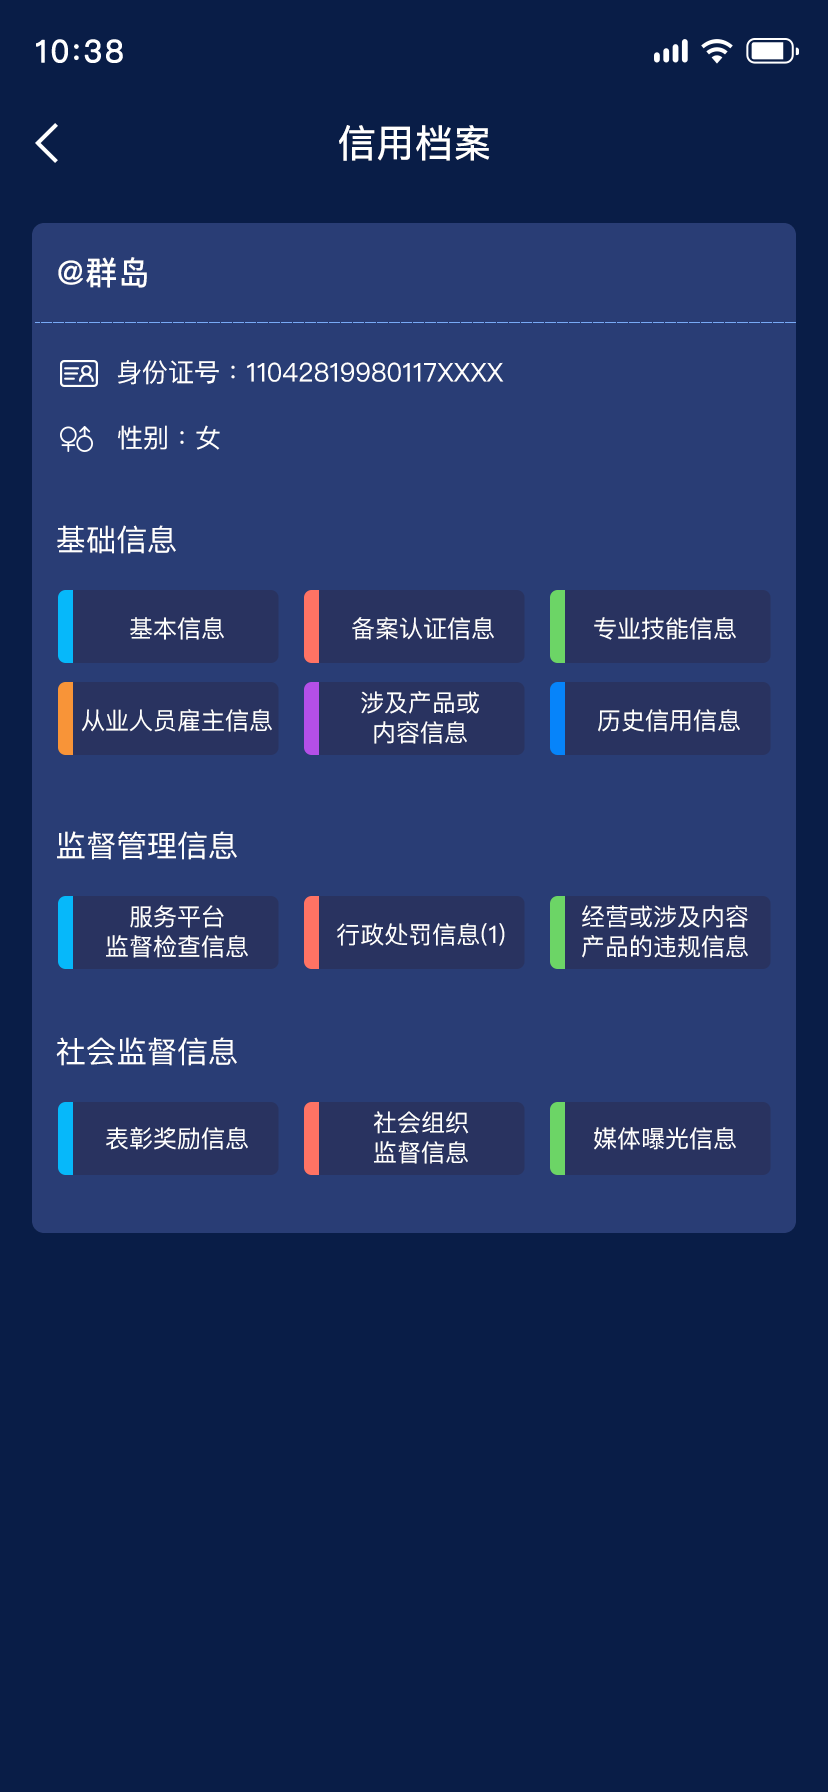 10:38
信用档案
@群岛
身份证号：11042819980117XXXX
性别：女
基础信息
基本信息
备案认证信息
专业技能信息
从业人员雇主信息
涉及产品或
内容信息
历史信用信息
监督管理信息
服务平台
监督检查信息
行政处罚信息(1)
经营或涉及内容
产品的违规信息
社会监督信息
表彰奖励信息
社会组织
监督信息
媒体曝光信息